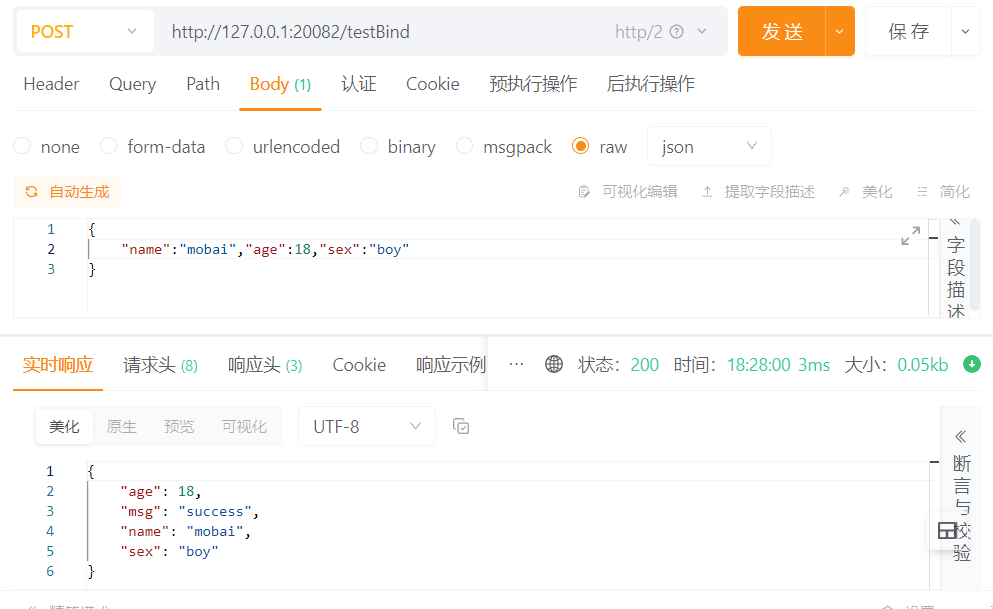 POST http://127.0.0.1:20082/testBind http/2 发送 保存
Header Query Path Body (1) 认证 Cookie 预执行操作 后执行操作
none form-data urlencoded binary msgpack raw json
自动生成 可视化编辑 提取字段描述 美化 简化
1 {
2 "name":"mobai","age":18,"sex":"boy"
3 }
字段描述
实时响应 请求头 (8) 响应头 (3) Cookie 响应示例 ... 状态: 200 时间: 18:28:00 3ms 大小: 0.05kb
美化 原生 预览 可视化 UTF-8
1 {
2 "age": 18,
3 "msg": "success",
4 "name": "mobai",
5 "sex": "boy"
6 }
断言与校验